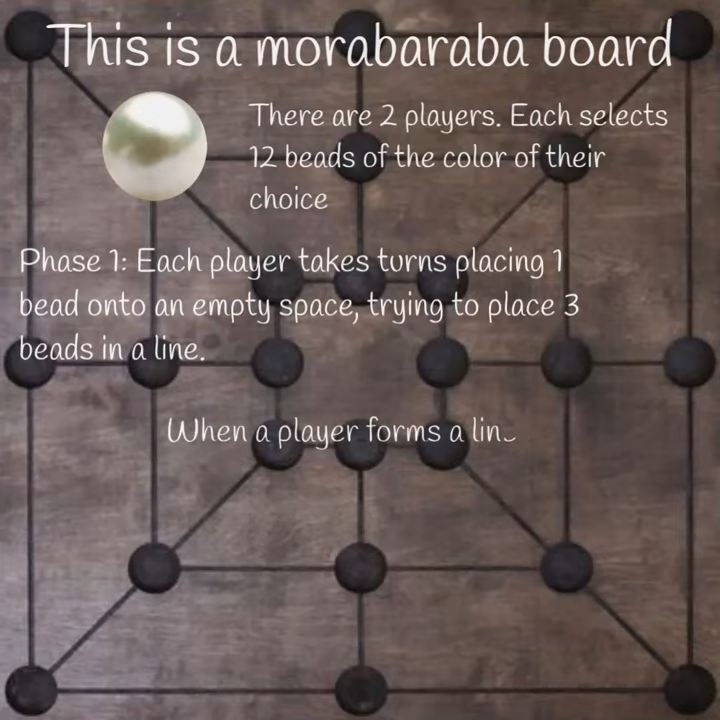 This is a morabaraba board
There are 2 players. Each selects
12 beads of the color of their
choice
Phase 1: Each player takes turns placing 1
bead onto an empty space, trying to place 3
beads in a line.
When a player forms a